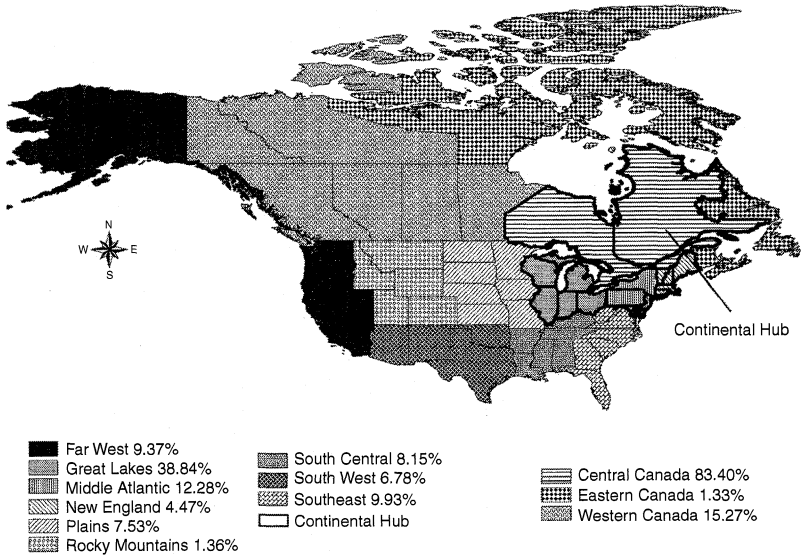 N
W E
S
Continental Hub
Far West 9.37%
Great Lakes 38.84%
Middle Atlantic 12.28%
New England 4.47%
Plains 7.53%
Rocky Mountains 1.36%
South Central 8.15%
South West 6.78%
Southeast 9.93%
Continental Hub
Central Canada 83.40%
Eastern Canada 1.33%
Western Canada 15.27%